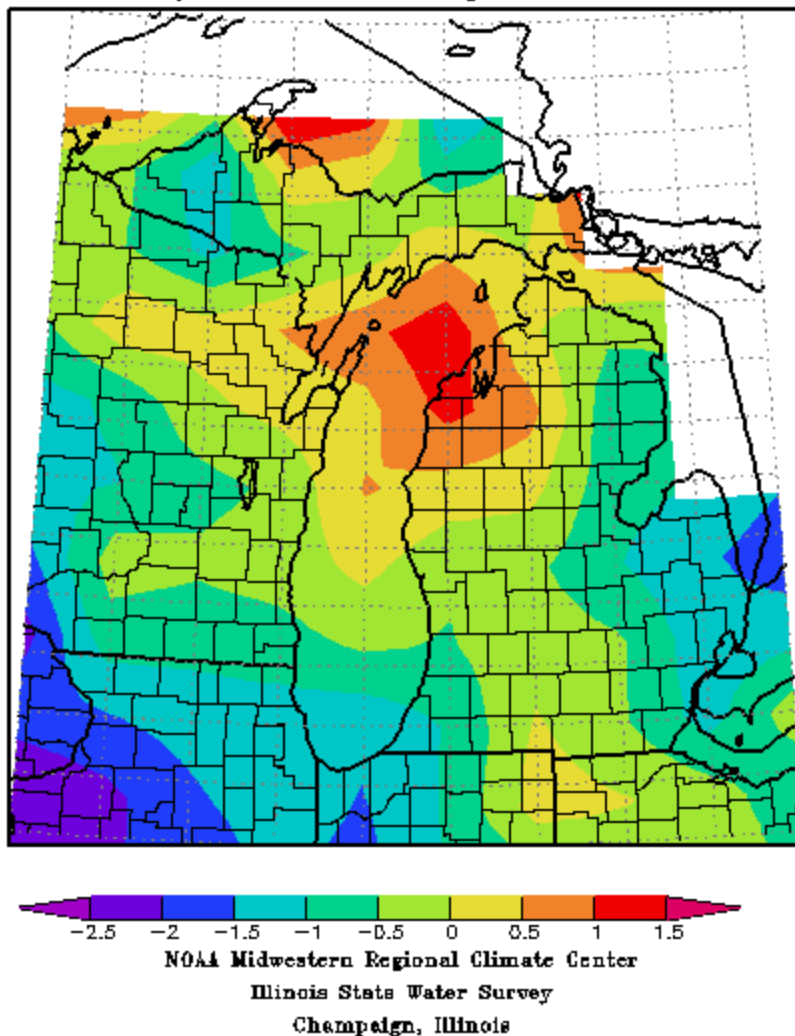 -2.5 -2 -1.5 -1 -0.5 0 0.5 1 1.5
NOAA Midwestern Regional Climate Center
Illinois State Water Survey
Champaign, Illinois